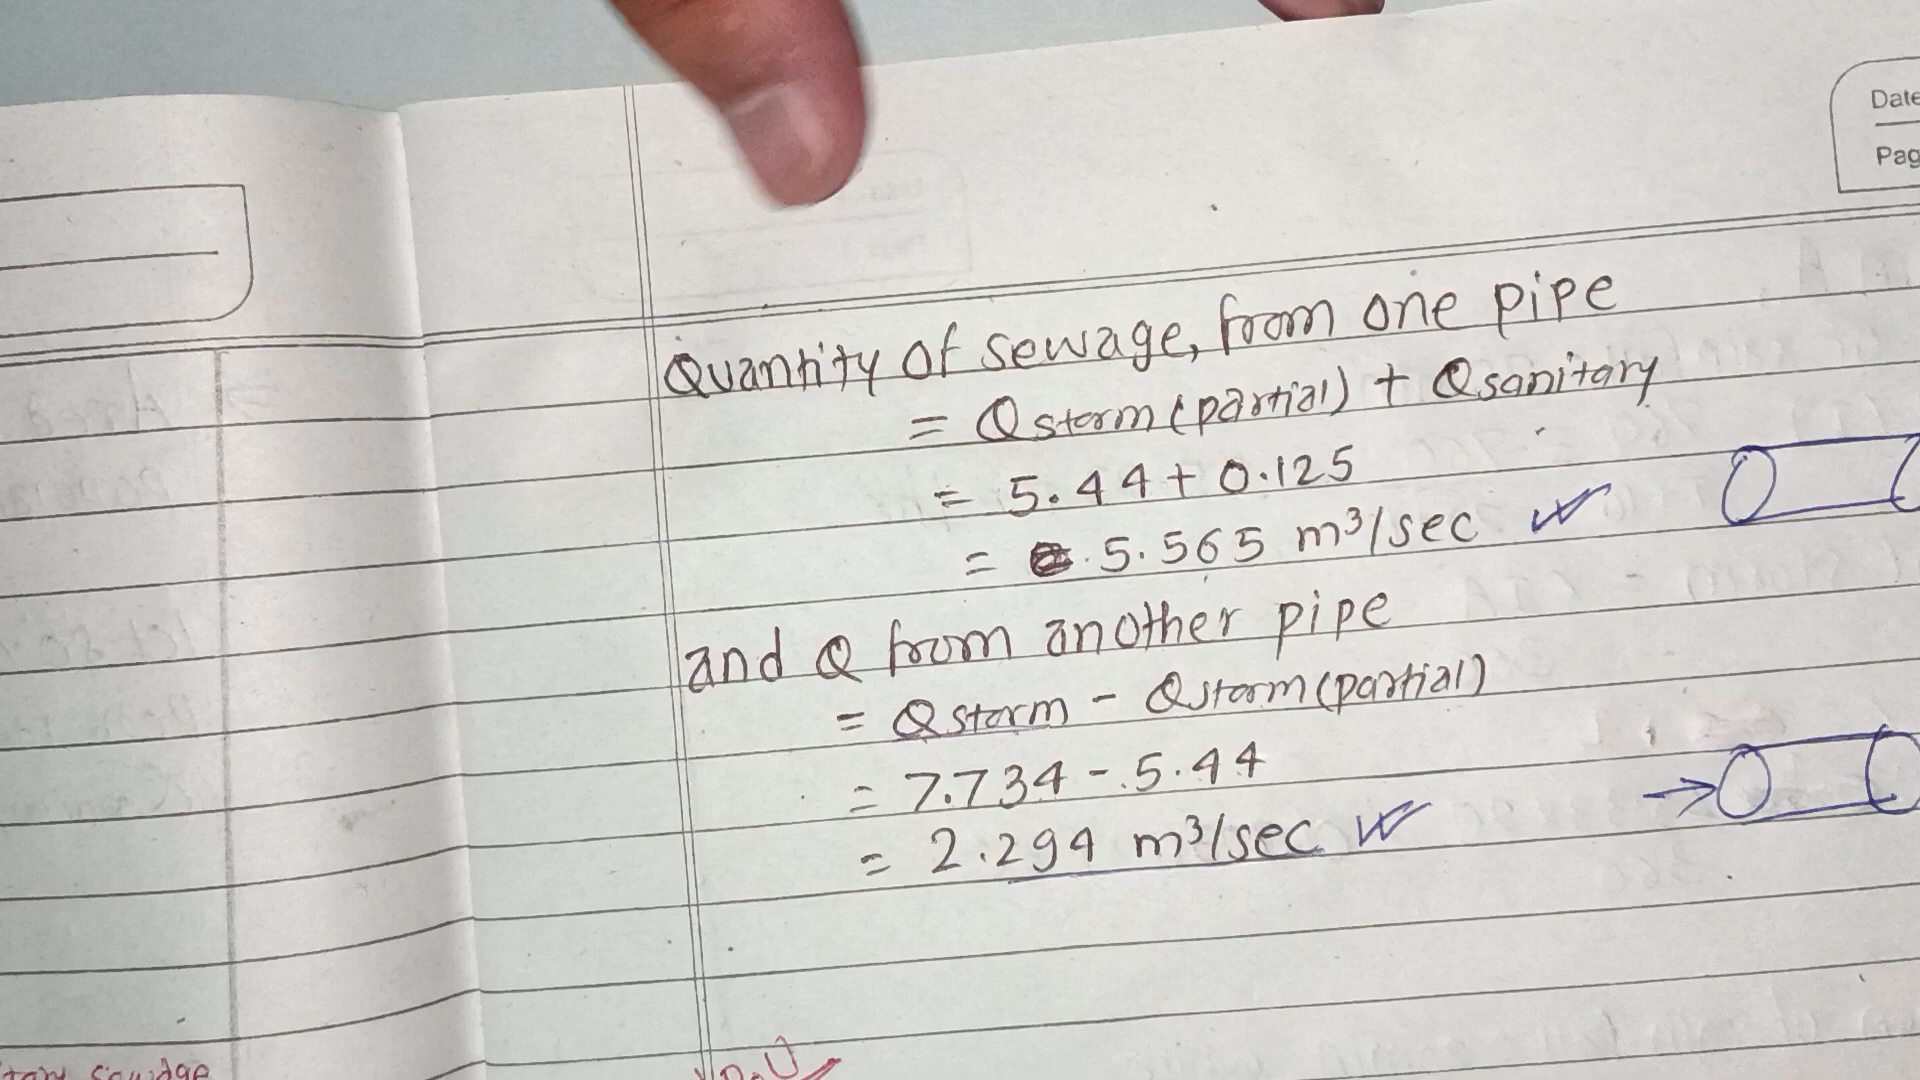 Date
Pag
Quantity of sewage, from one pipe
= Qstorm (partial) + Qsanitary
= 5.44 + 0.125
= 5.565 m³/sec
and Q from another pipe
= Qstorm - Qstorm (partial)
= 7.734 - 5.44
= 2.294 m³/sec